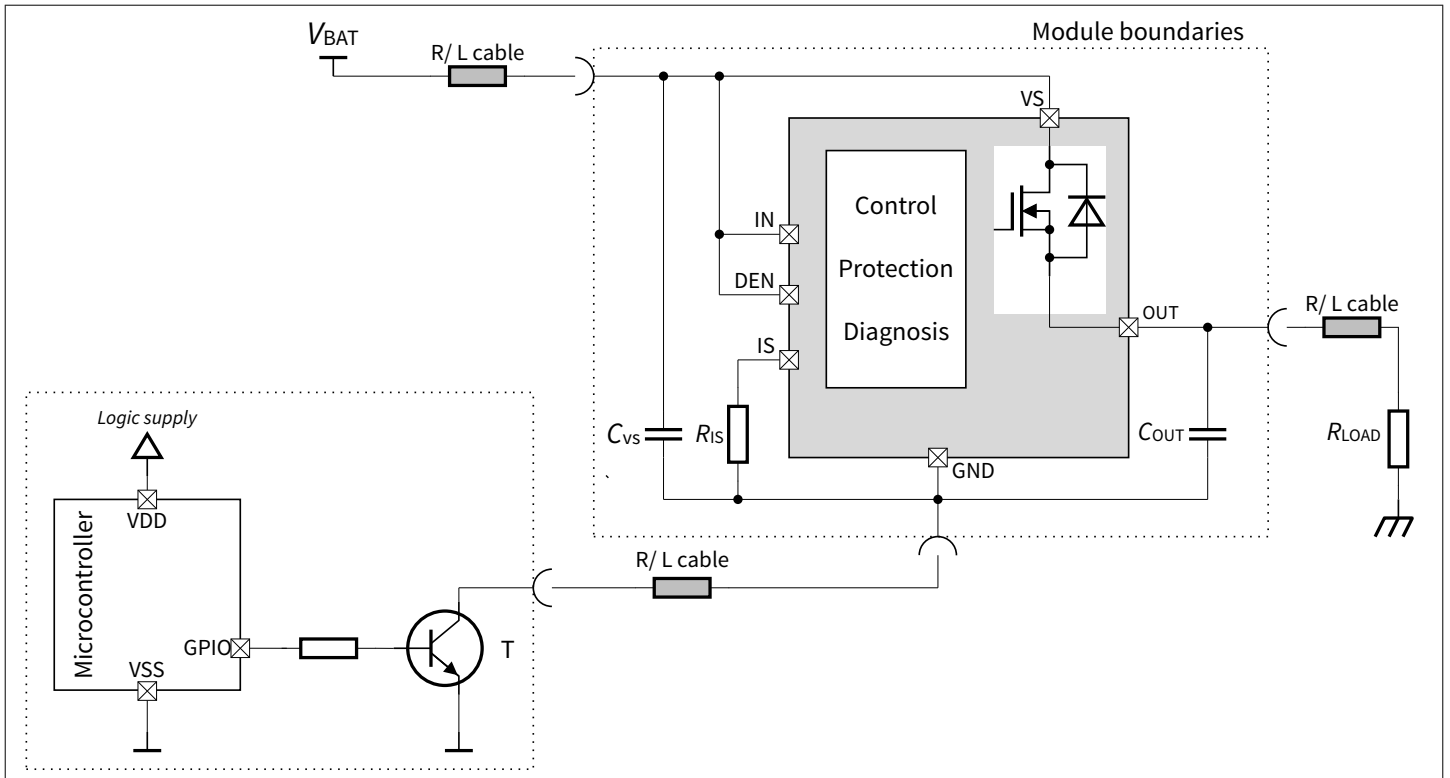 Module boundaries
VBAT
R/ L cable
VS
IN
Control
DEN
Protection
R/ L cable
OUT
IS
Diagnosis
Logic supply
CVS
RIS
COUT
RLOAD
GND
VDD
Microcontroller
R/ L cable
GPIO
T
VSS